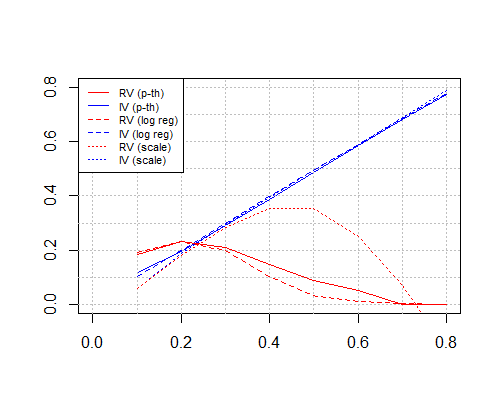 RV (p-th)
IV (p-th)
RV (log reg)
IV (log reg)
RV (scale)
IV (scale)
0.8
0.6
0.4
0.2
0.0
0.0 0.2 0.4 0.6 0.8